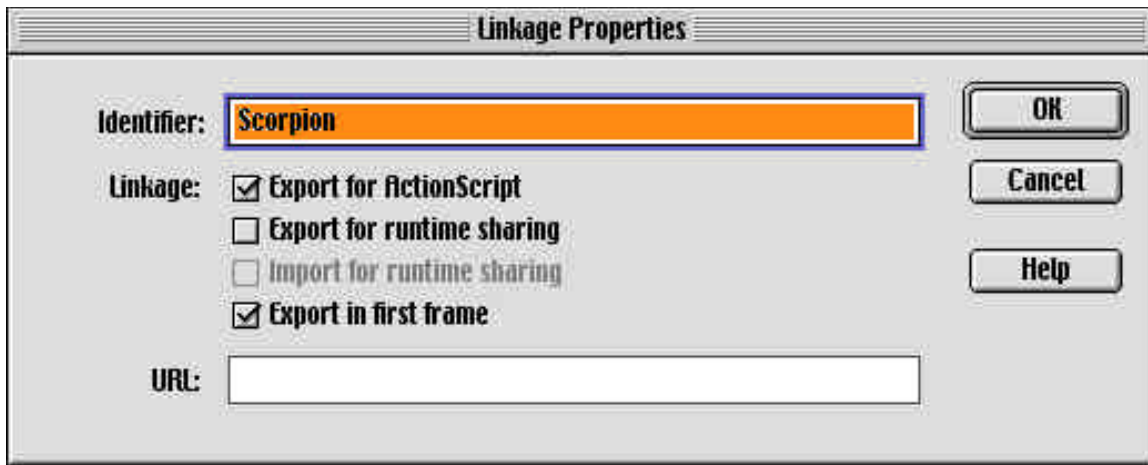 Linkage Properties
Identifier: Scorpion
OK
Linkage: Export for ActionScript
Cancel
Export for runtime sharing
Import for runtime sharing
Help
Export in first frame
URL: